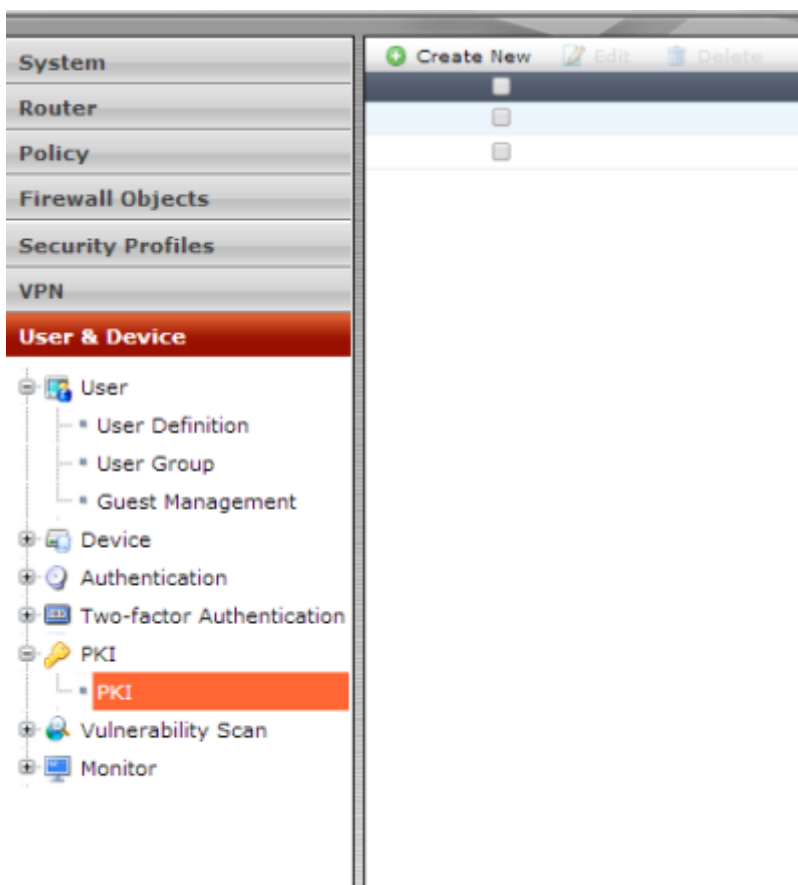 System
Router
Policy
Firewall Objects
Security Profiles
VPN
User & Device
User
User Definition
User Group
Guest Management
Device
Authentication
Two-factor Authentication
PKI
PKI
Vulnerability Scan
Monitor
Create New Edit Delete